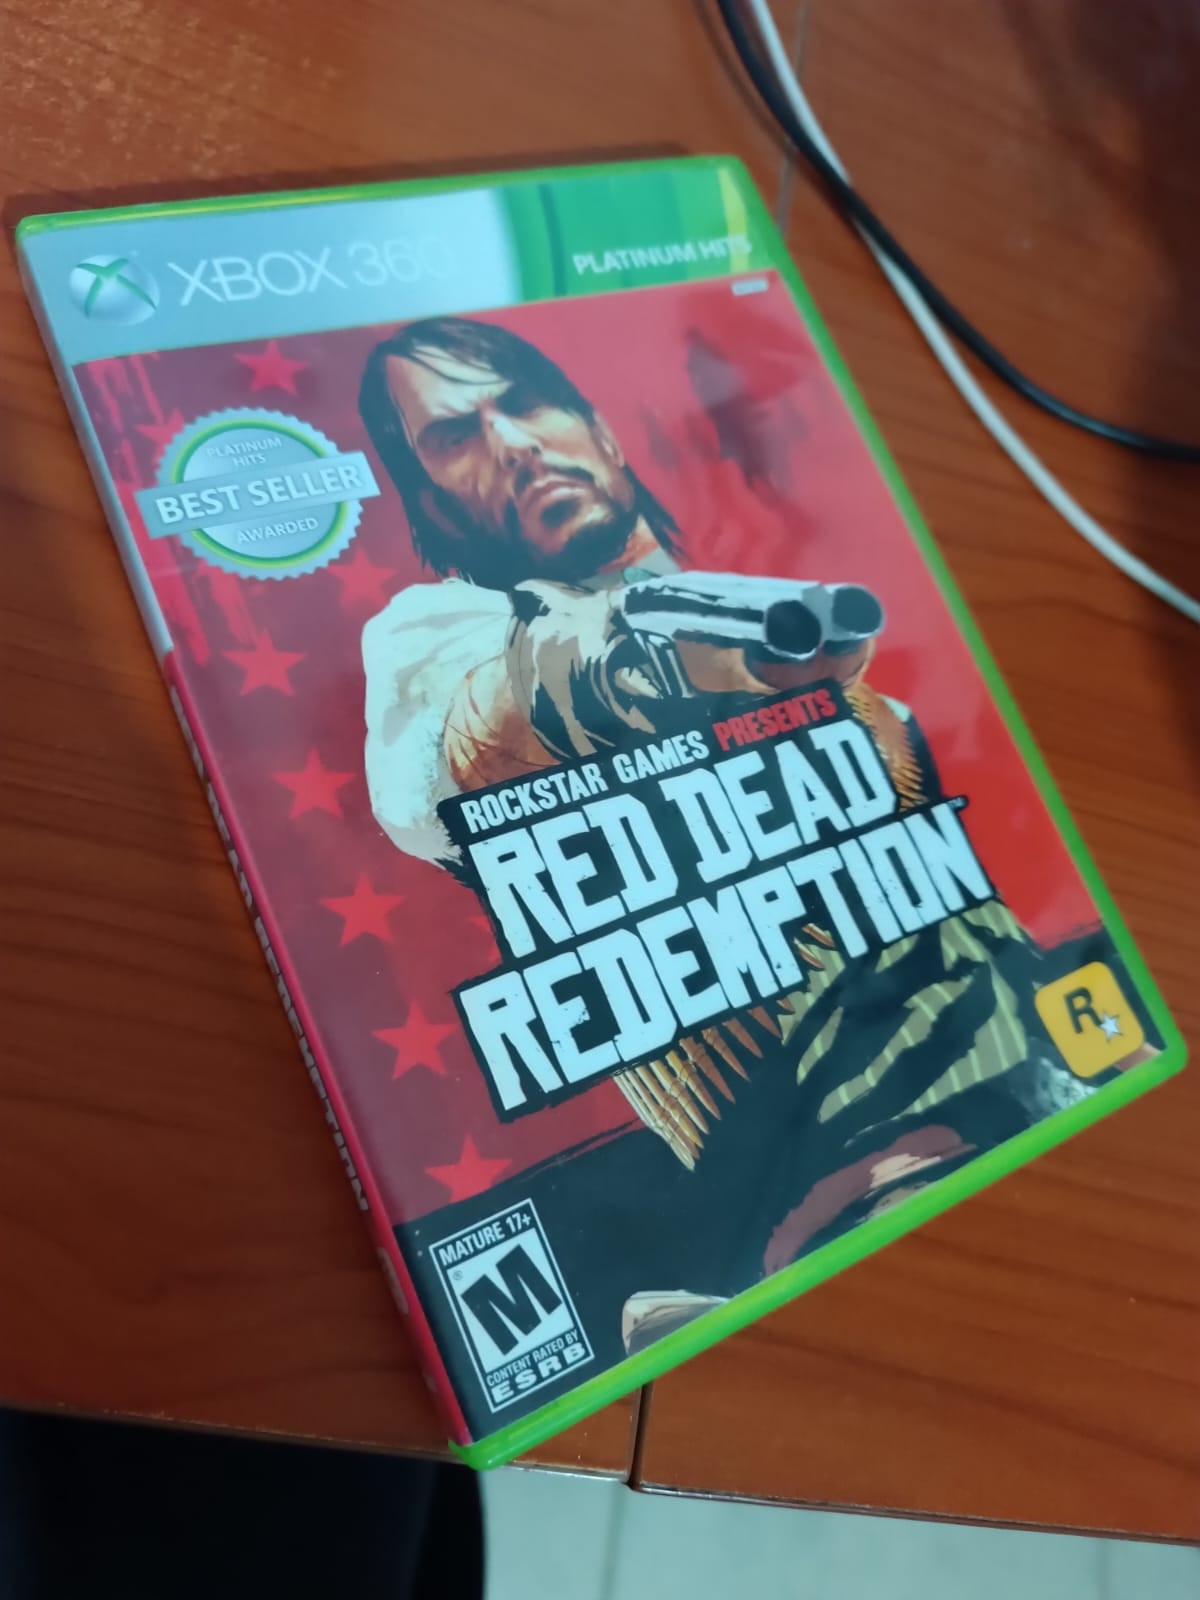 XBOX 360
PLATINUM HITS
PLATINUM
HITS
BEST SELLER
AWARDED
ROCKSTAR GAMES PRESENTS
RED DEAD
REDEMPTION™
R
MATURE 17+
M
®
CONTENT RATED BY
ESRB